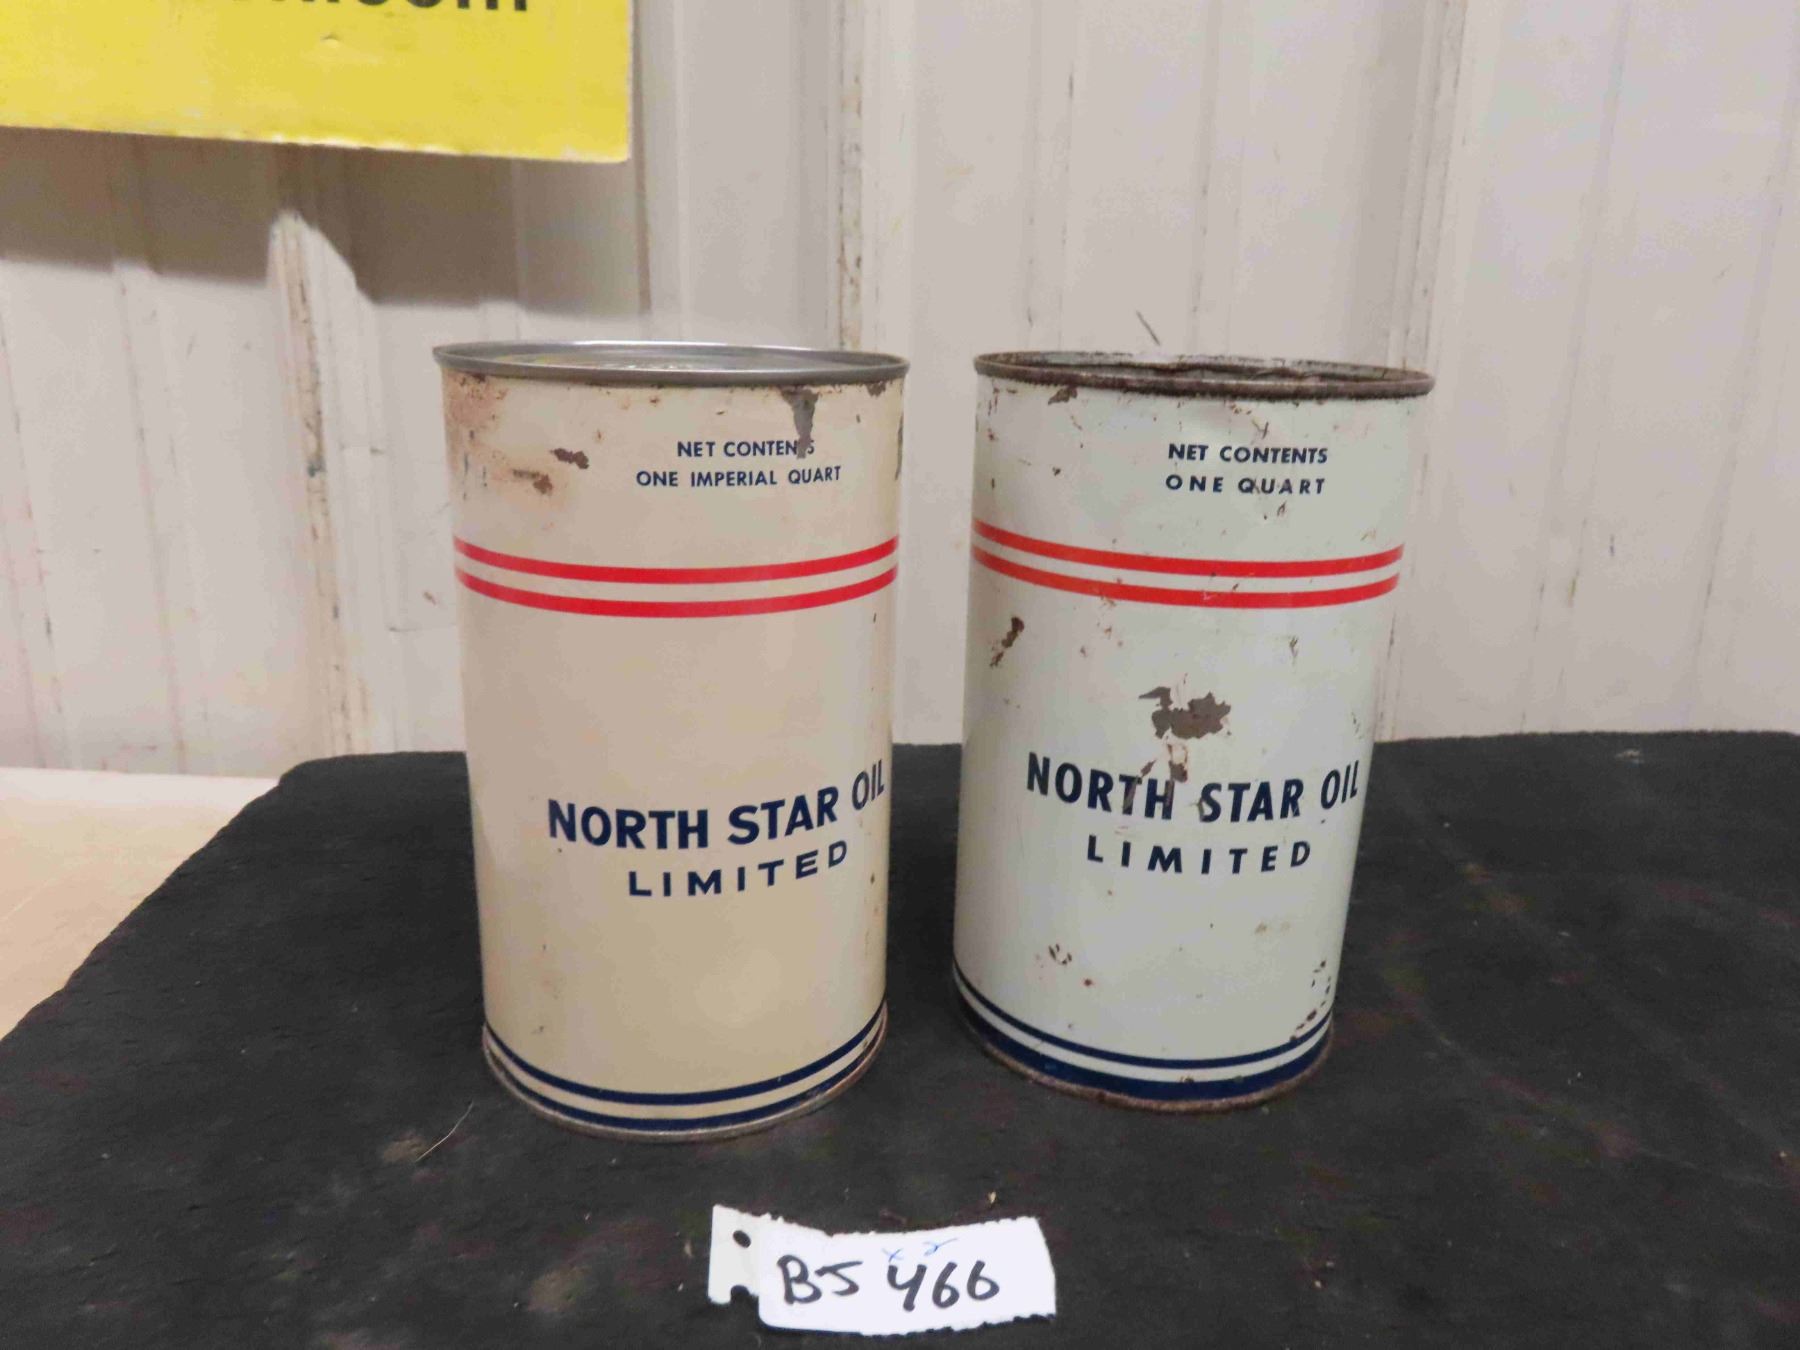 NET CONTENTS
ONE IMPERIAL QUART
NORTH STAR OIL
LIMITED
NET CONTENTS
ONE QUART
NORTH STAR OIL
LIMITED
x2
BJ 466